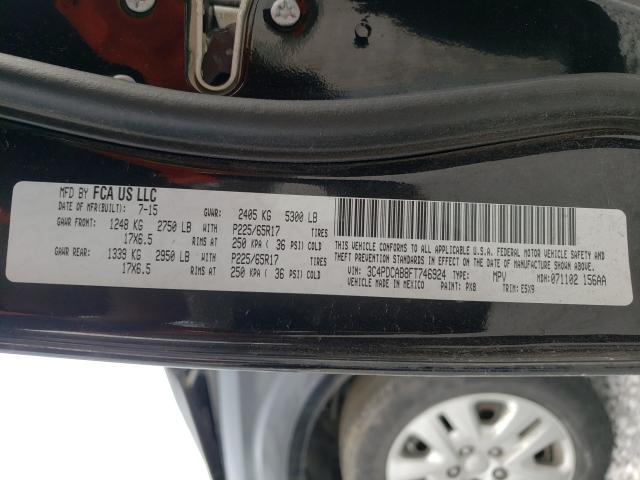 MFD BY FCA US LLC
DATE OF MFR(BUILT): 7-15 GVWR: 2405 KG 5300 LB
GAWR FRONT: 1248 KG 2750 LB WITH P225/65R17 TIRES
17X6.5 RIMS AT 250 KPA ( 36 PSI) COLD
GAWR REAR: 1339 KG 2950 LB WITH P225/65R17 TIRES
17X6.5 RIMS AT 250 KPA ( 36 PSI) COLD
THIS VEHICLE CONFORMS TO ALL APPLICABLE U.S.A. FEDERAL MOTOR VEHICLE SAFETY AND
THEFT PREVENTION STANDARDS IN EFFECT ON THE DATE OF MANUFACTURE SHOWN ABOVE.
VIN: 3C4PDCAB8FT746924 TYPE: MPV MDH:071102 156AA
VEHICLE MADE IN MEXICO PAINT: PX8 TRIM: E5X9